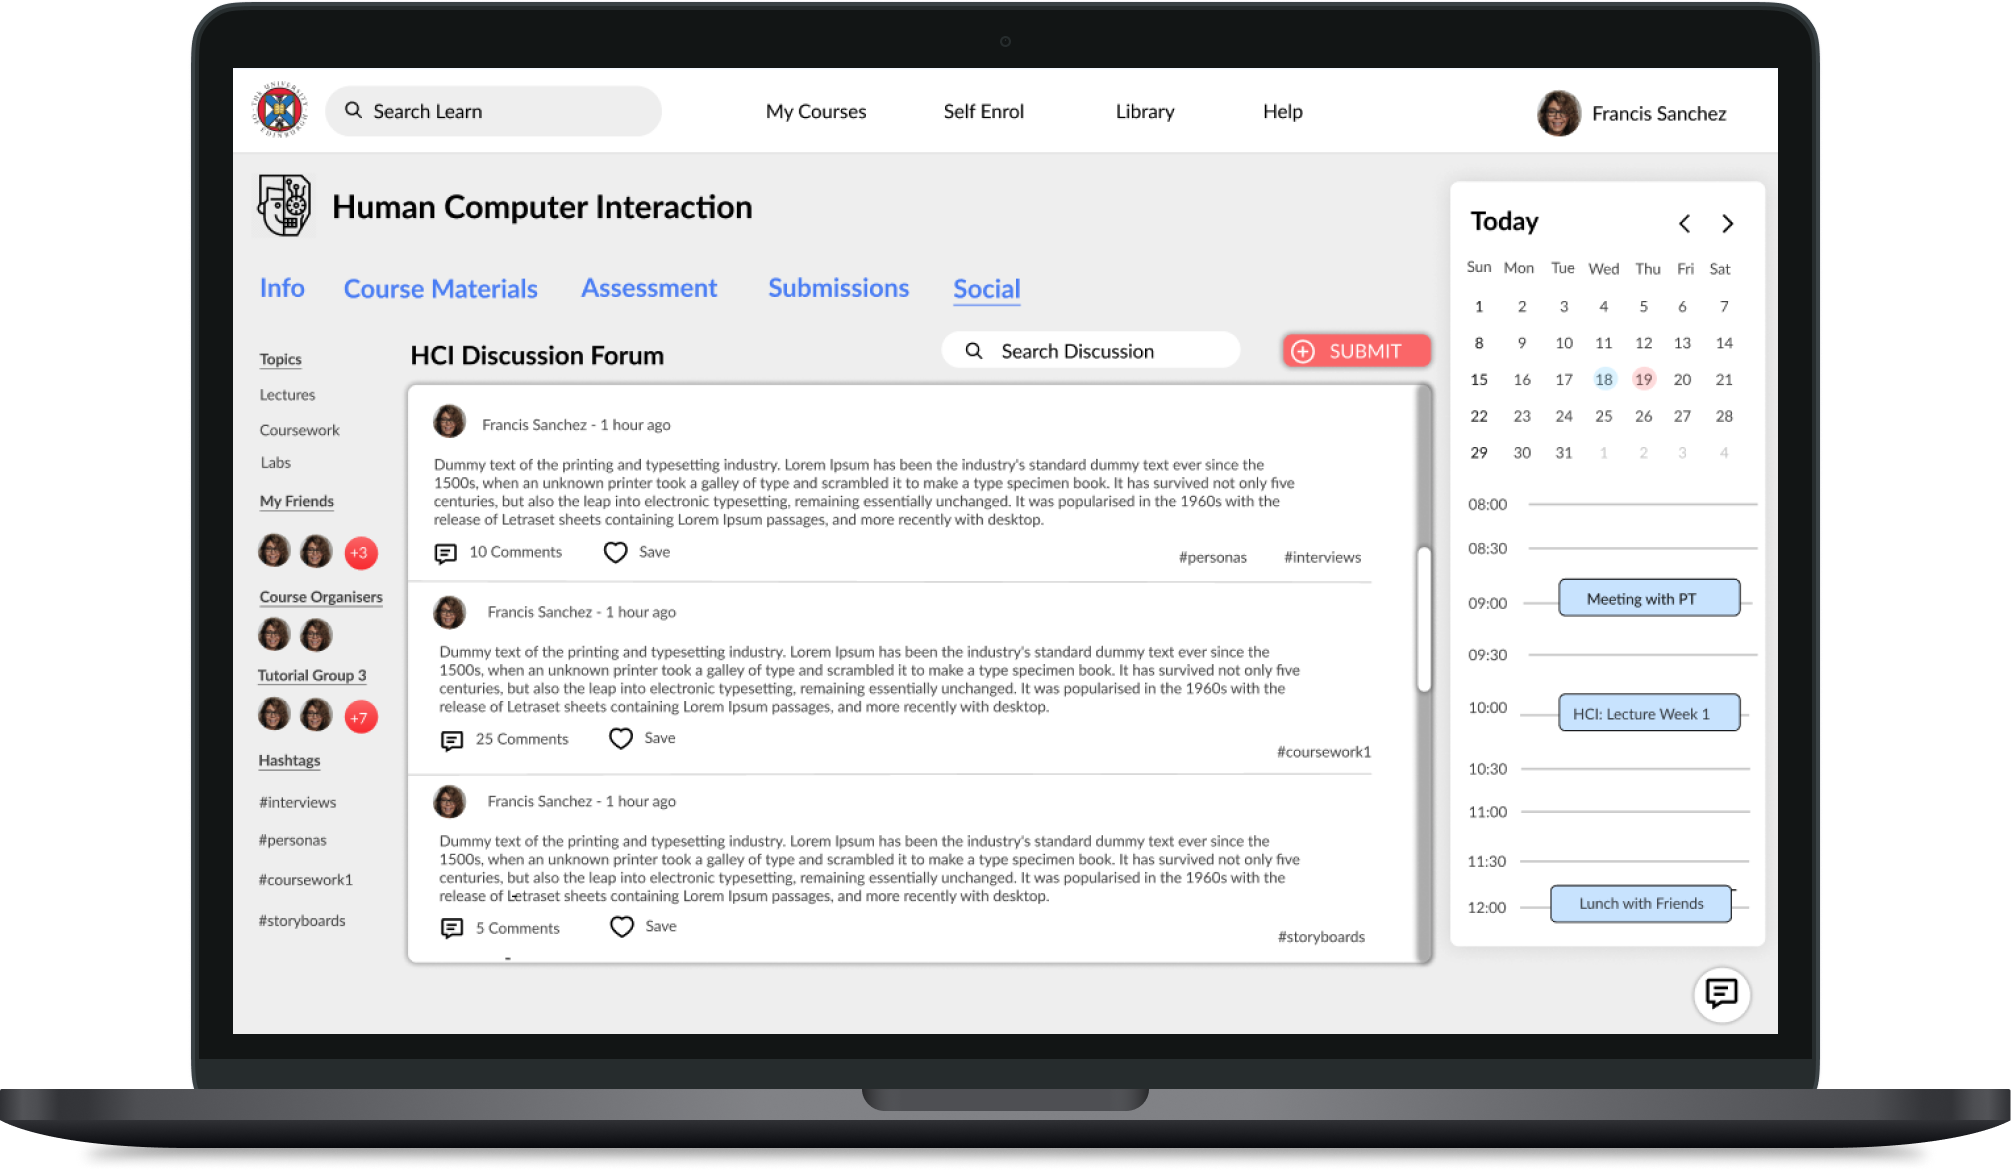 THE UNIVERSITY OF EDINBURGH
Search Learn
My Courses
Self Enrol
Library
Help
Francis Sanchez
Human Computer Interaction
Info
Course Materials
Assessment
Submissions
Social
Topics
Lectures
Coursework
Labs
My Friends
+3
Course Organisers
Tutorial Group 3
+7
Hashtags
#interviews
#personas
#coursework1
#storyboards
HCI Discussion Forum
Search Discussion
SUBMIT
Francis Sanchez - 1 hour ago
Dummy text of the printing and typesetting industry. Lorem Ipsum has been the industry's standard dummy text ever since the
1500s, when an unknown printer took a galley of type and scrambled it to make a type specimen book. It has survived not only five
centuries, but also the leap into electronic typesetting, remaining essentially unchanged. It was popularised in the 1960s with the
release of Letraset sheets containing Lorem Ipsum passages, and more recently with desktop.
10 Comments
Save
#personas
#interviews
Francis Sanchez - 1 hour ago
Dummy text of the printing and typesetting industry. Lorem Ipsum has been the industry's standard dummy text ever since the
1500s, when an unknown printer took a galley of type and scrambled it to make a type specimen book. It has survived not only five
centuries, but also the leap into electronic typesetting, remaining essentially unchanged. It was popularised in the 1960s with the
release of Letraset sheets containing Lorem Ipsum passages, and more recently with desktop.
25 Comments
Save
#coursework1
Francis Sanchez - 1 hour ago
Dummy text of the printing and typesetting industry. Lorem Ipsum has been the industry's standard dummy text ever since the
1500s, when an unknown printer took a galley of type and scrambled it to make a type specimen book. It has survived not only five
centuries, but also the leap into electronic typesetting, remaining essentially unchanged. It was popularised in the 1960s with the
release of Letraset sheets containing Lorem Ipsum passages, and more recently with desktop.
5 Comments
Save
#storyboards
Today
Sun Mon Tue Wed Thu Fri Sat
1 2 3 4 5 6 7
8 9 10 11 12 13 14
15 16 17 18 19 20 21
22 23 24 25 26 27 28
29 30 31 1 2 3 4
08:00
08:30
09:00 Meeting with PT
09:30
10:00 HCI: Lecture Week 1
10:30
11:00
11:30
12:00 Lunch with Friends